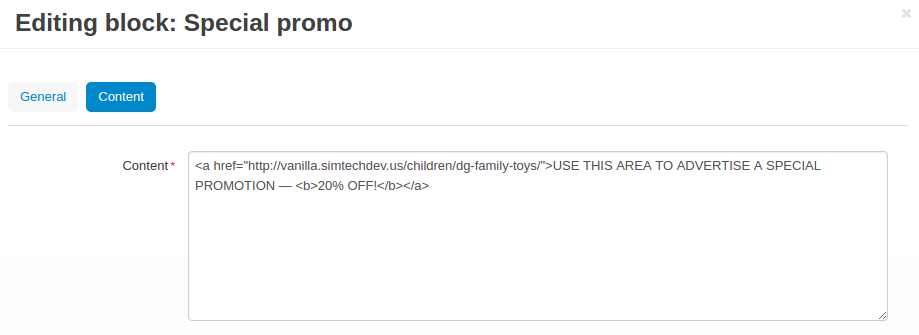 Editing block: Special promo
General Content
Content*
<a href="http://vanilla.simtechdev.us/children/dg-family-toys/">USE THIS AREA TO ADVERTISE A SPECIAL
PROMOTION — <b>20% OFF!</b></a>